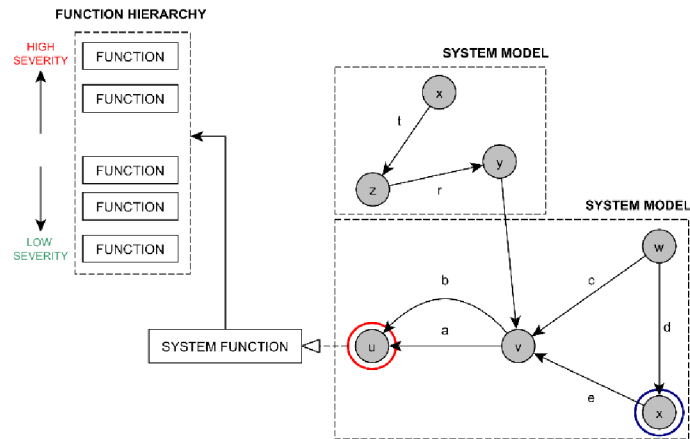 FUNCTION HIERARCHY
HIGH
SEVERITY
FUNCTION
FUNCTION
FUNCTION
FUNCTION
LOW
SEVERITY
FUNCTION
SYSTEM MODEL
x
t
y
z
r
SYSTEM MODEL
w
b
c
a
d
SYSTEM FUNCTION
u
v
e
x